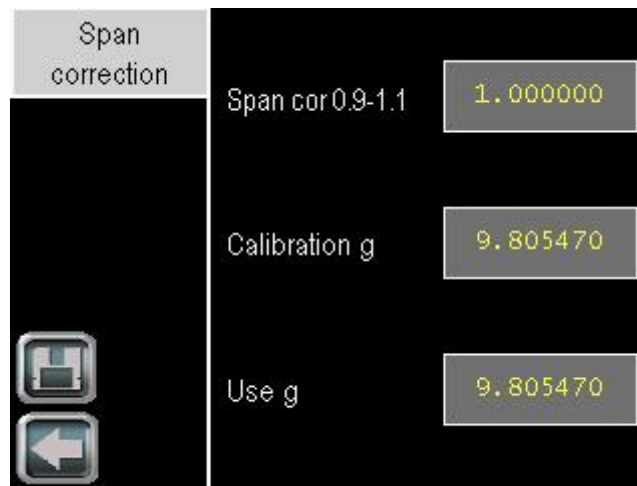 Span
correction
Span cor 0.9-1.1
1.000000
Calibration g
9.805470
Use g
9.805470